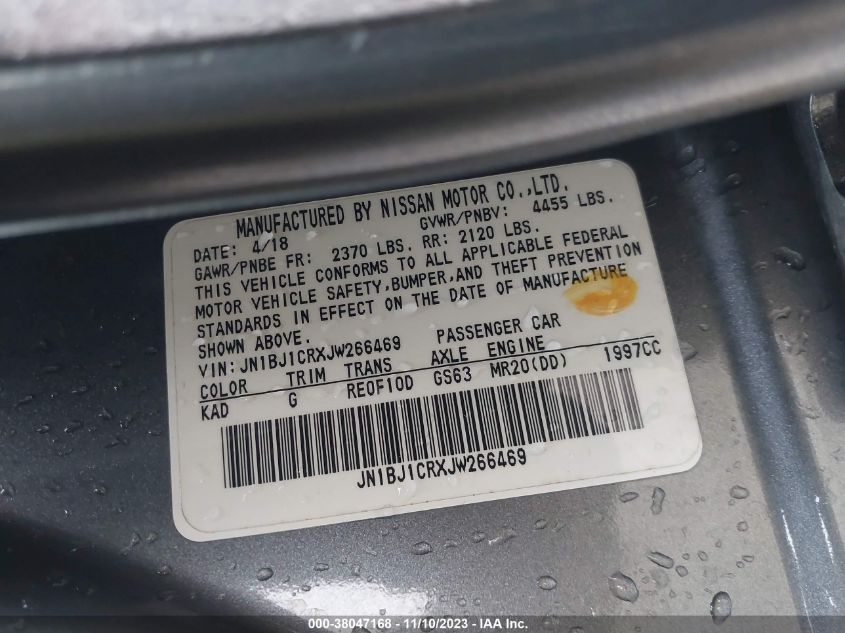 MANUFACTURED BY NISSAN MOTOR CO.,LTD.
DATE: 4/18 GVWR/PNBV: 4455 LBS.
GAWR/PNBE FR: 2370 LBS. RR: 2120 LBS.
THIS VEHICLE CONFORMS TO ALL APPLICABLE FEDERAL
MOTOR VEHICLE SAFETY,BUMPER,AND THEFT PREVENTION
STANDARDS IN EFFECT ON THE DATE OF MANUFACTURE
SHOWN ABOVE.
VIN: JN1BJ1CRXJW266469 PASSENGER CAR
COLOR TRIM TRANS AXLE ENGINE
KAD G RE0F10D GS63 MR20(DD) 1997CC
JN1BJ1CRXJW266469
000-38047168 - 11/10/2023 - IAA Inc.